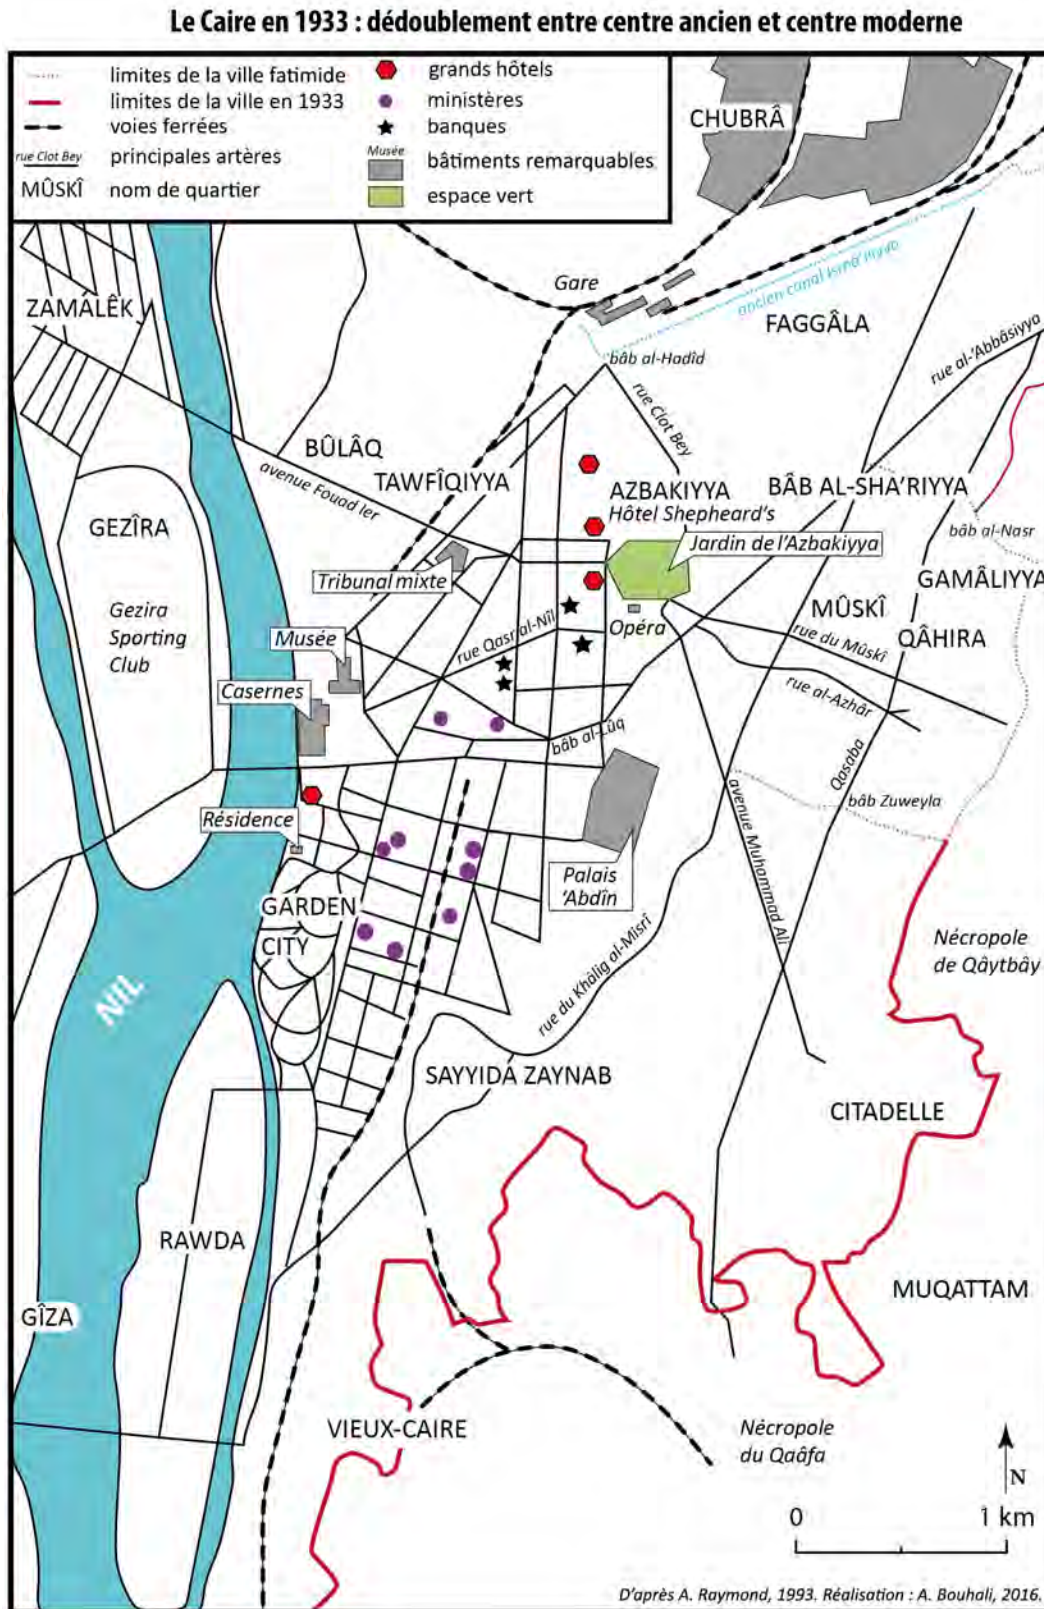 Le Caire en 1933 : dédoublement entre centre ancien et centre moderne
limites de la ville fatimide
limites de la ville en 1933
voies ferrées
rue Clot Bey
principales artères
MÛSKÎ
nom de quartier
grands hôtels
ministères
banques
Musée
bâtiments remarquables
espace vert
CHUBRÂ
Gare
ancien canal Ismâ'iliyya
ZAMALÊK
FAGGÂLA
bâb al-Hadîd
rue al-'Abbâsiyya
rue Clot Bey
BÛLÂQ
avenue Fouad Ier
TAWFÎQIYYA
AZBAKIYYA
Hôtel Shepheard's
BÂB AL-SHA'RIYYA
GEZÎRA
bâb al-Nasr
Jardin de l'Azbakiyya
Tribunal mixte
GAMÂLIYYA
Gezira
Sporting
Club
Musée
rue Qasr al-Nîl
Opéra
MÛSKÎ
rue du Mûskî
QÂHIRA
Casernes
rue al-Azhâr
bâb al-Lûq
Qasaba
bâb Zuweyla
Résidence
avenue Muhammad Ali
Palais
'Abdîn
GARDEN
CITY
rue du Khâlig al-Misrî
Nécropole
de Qâytbây
NIL
SAYYIDA ZAYNAB
CITADELLE
RAWDA
MUQATTAM
GÎZA
VIEUX-CAIRE
Nécropole
du Qaâfa
N
0 1 km
D'après A. Raymond, 1993. Réalisation : A. Bouhali, 2016.